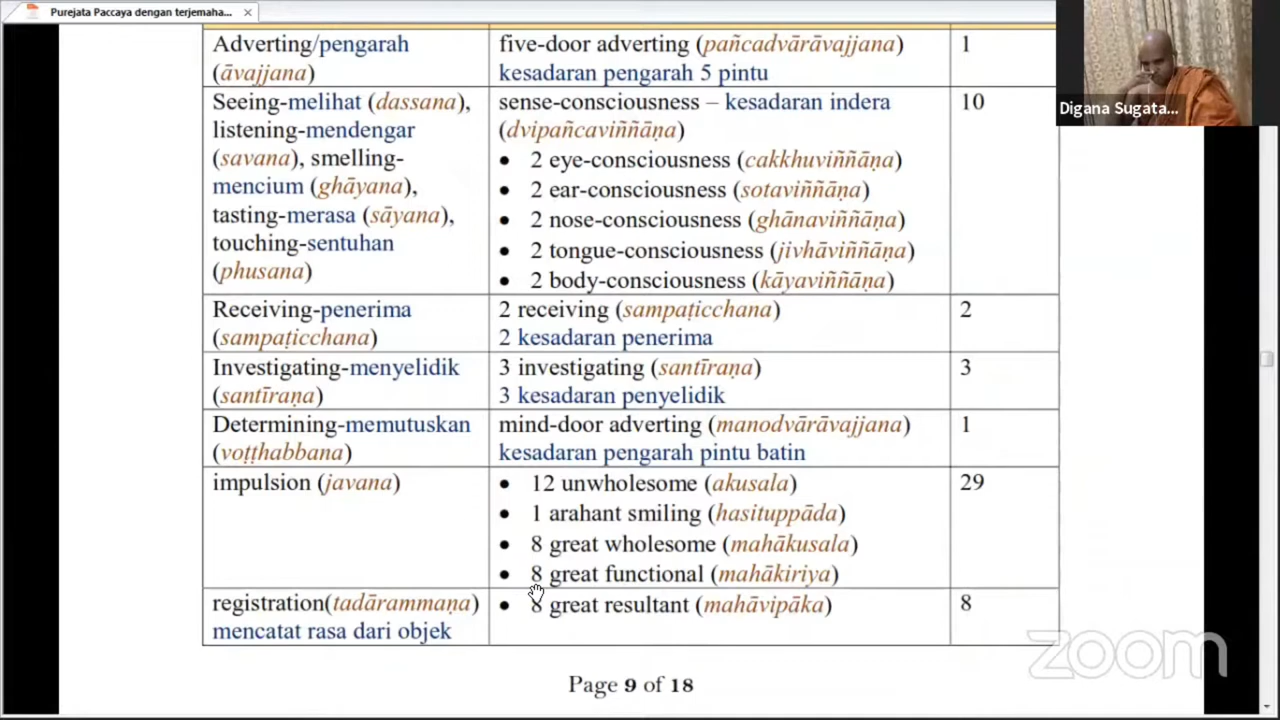 Purejata Paccaya dengan terjemaha...
Adverting/pengarah
(āvajjana)
five-door adverting (pañcadvārāvajjana)
kesadaran pengarah 5 pintu
1
Seeing-melihat (dassana),
listening-mendengar
(savana), smelling-
mencium (ghāyana),
tasting-merasa (sāyana),
touching-sentuhan
(phusana)
sense-consciousness – kesadaran indera
(dvipañcaviññāṇa)
• 2 eye-consciousness (cakkhuviññāṇa)
• 2 ear-consciousness (sotaviññāṇa)
• 2 nose-consciousness (ghānaviññāṇa)
• 2 tongue-consciousness (jivhāviññāṇa)
• 2 body-consciousness (kāyaviññāṇa)
10
Receiving-penerima
(sampaṭicchana)
2 receiving (sampaṭicchana)
2 kesadaran penerima
2
Investigating-menyelidik
(santīraṇa)
3 investigating (santīraṇa)
3 kesadaran penyelidik
3
Determining-memutuskan
(voṭṭhabbana)
mind-door adverting (manodvārāvajjana)
kesadaran pengarah pintu batin
1
impulsion (javana)
• 12 unwholesome (akusala)
• 1 arahant smiling (hasituppāda)
• 8 great wholesome (mahākusala)
• 8 great functional (mahākiriya)
29
registration(tadārammaṇa)
mencatat rasa dari objek
• 8 great resultant (mahāvipāka)
8
Page 9 of 18
Digana Sugata...
zoom